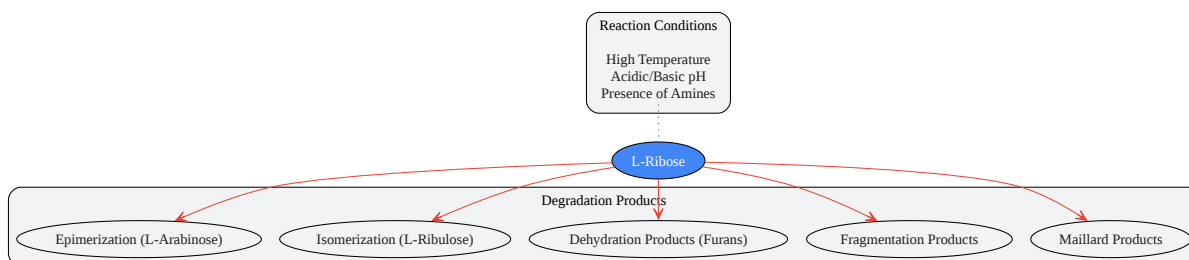 Reaction Conditions
High Temperature
Acidic/Basic pH
Presence of Amines
L-Ribose
Degradation Products
Epimerization (L-Arabinose)
Isomerization (L-Ribulose)
Dehydration Products (Furans)
Fragmentation Products
Maillard Products